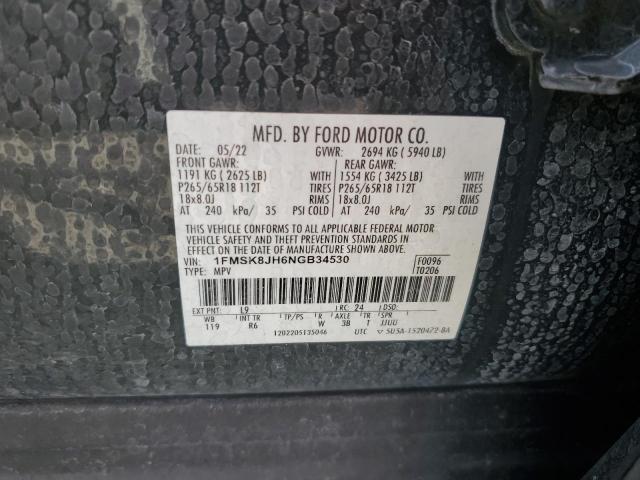 MFD. BY FORD MOTOR CO.
DATE: 05/22 GVWR: 2694 KG ( 5940 LB)
FRONT GAWR: REAR GAWR:
1191 KG ( 2625 LB) WITH 1554 KG ( 3425 LB) WITH
P265/65R18 112T TIRES P265/65R18 112T TIRES
18x8.0J RIMS 18x8.0J RIMS
AT 240 kPa/ 35 PSI COLD AT 240 kPa/ 35 PSI COLD
THIS VEHICLE CONFORMS TO ALL APPLICABLE FEDERAL MOTOR
VEHICLE SAFETY AND BUMPER STANDARDS AND THEFT PREVENTION STANDARDS IN
EFFECT ON THE DATE OF MANUFACTURE SHOWN ABOVE.
VIN: 1FMSK8JH6NGB34530 F0096
TYPE: MPV T0206
EXT PNT: L9 RC: 24 DSO:
WB INT TR TP/PS R AXLE TR SPR
119 R6 W 3B T JJUU
1202205135046 UTC 5U5A-1520472-BA